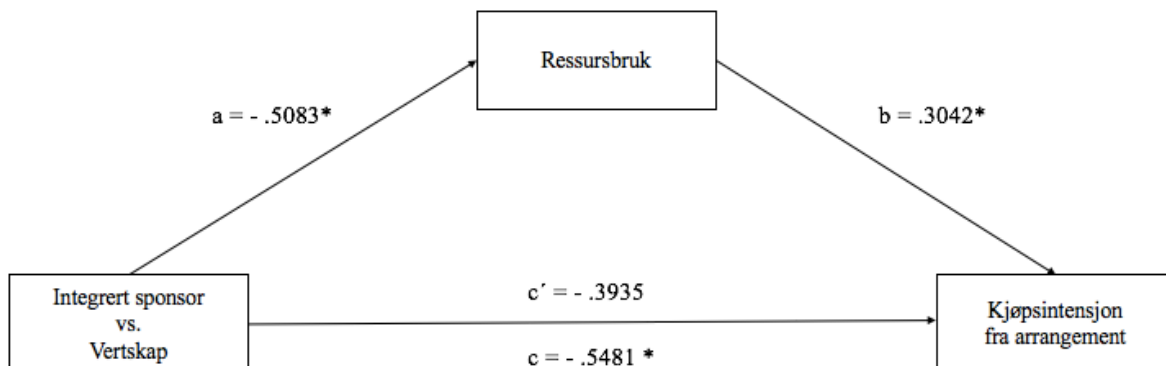 Ressursbruk
a = - .5083*
b = .3042*
Integrert sponsor
vs.
Vertskap
c´ = - .3935
c = - .5481 *
Kjøpsintensjon
fra arrangement